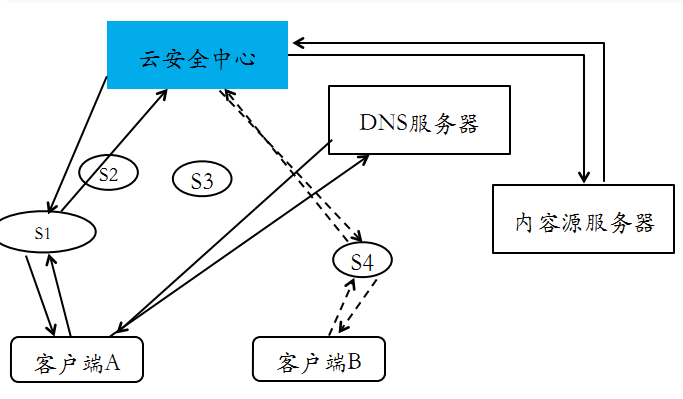 云安全中心
DNS服务器
S2
S3
内容源服务器
S1
S4
客户端A
客户端B